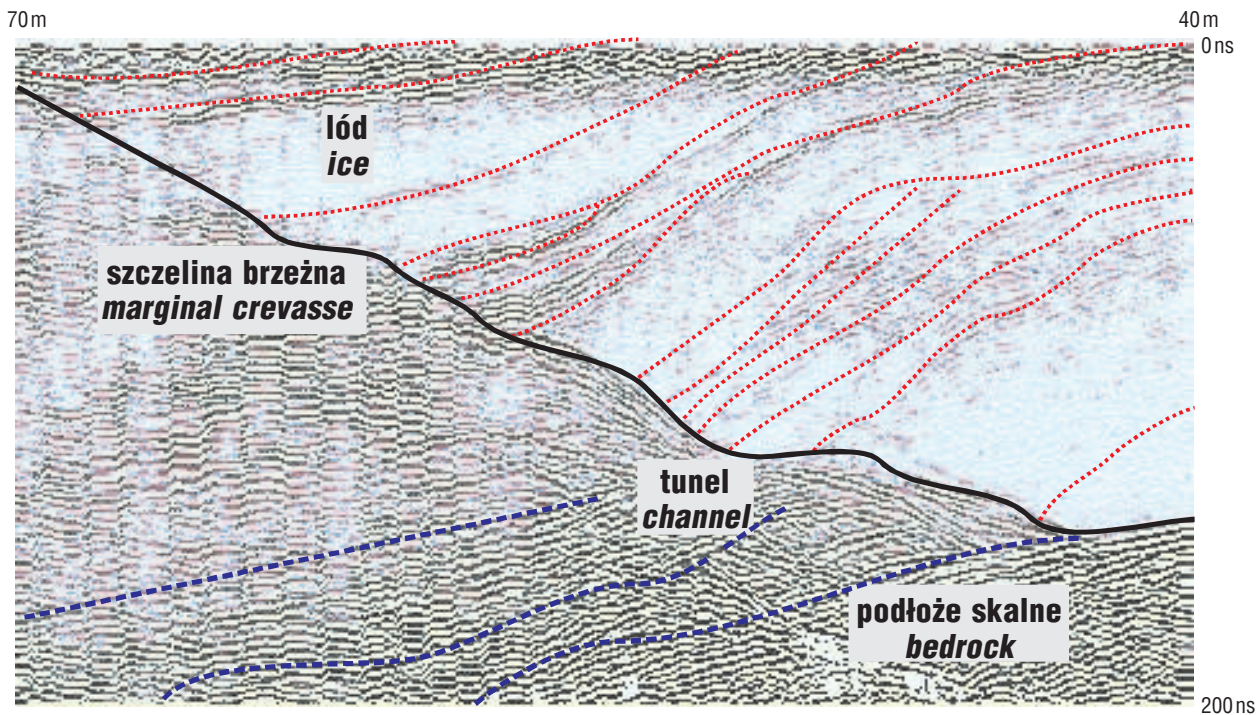 70 m
40 m
0 ns
lód
ice
szczelina brzeżna
marginal crevasse
tunel
channel
podłoże skalne
bedrock
200 ns